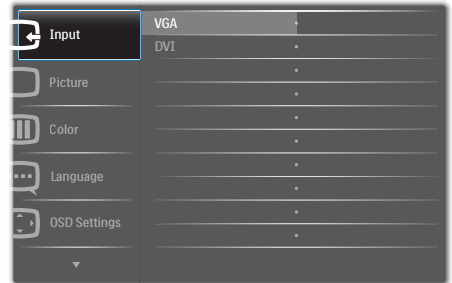 Input
Picture
Color
Language
OSD Settings
VGA
DVI